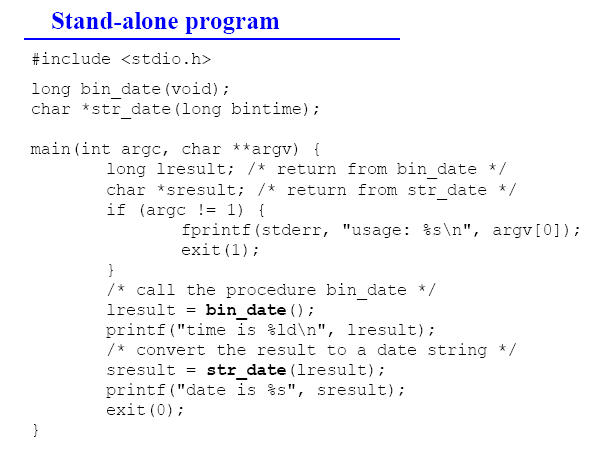 Stand-alone program
#include <stdio.h>
long bin_date(void);
char *str_date(long bintime);
main(int argc, char **argv) {
long lresult; /* return from bin_date */
char *sresult; /* return from str_date */
if (argc != 1) {
fprintf(stderr, "usage: %s\n", argv[0]);
exit(1);
}
/* call the procedure bin_date */
lresult = bin_date();
printf("time is %ld\n", lresult);
/* convert the result to a date string */
sresult = str_date(lresult);
printf("date is %s", sresult);
exit(0);
}